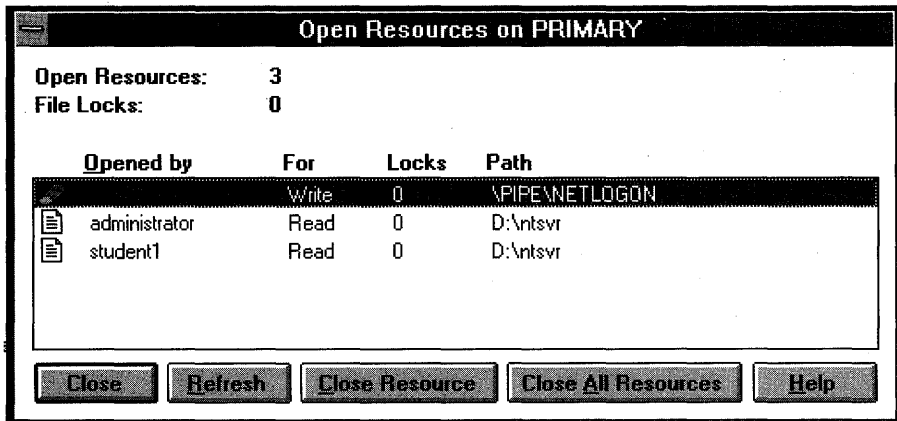 Open Resources on PRIMARY
Open Resources: 3
File Locks: 0
Opened by For Locks Path
Write 0 \PIPE\NETLOGON
administrator Read 0 D:\ntsvr
student1 Read 0 D:\ntsvr
Close Refresh Close Resource Close All Resources Help